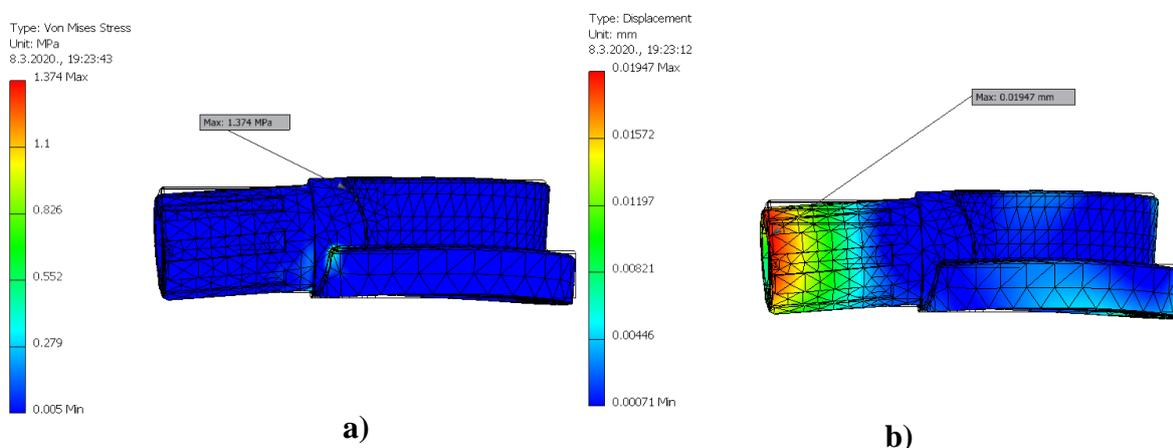 Type: Von Mises Stress
Unit: MPa
8.3.2020., 19:23:43
1.374 Max
1.1
0.826
0.552
0.279
0.005 Min
Max: 1.374 MPa
a)
Type: Displacement
Unit: mm
8.3.2020., 19:23:12
0.01947 Max
0.01572
0.01197
0.00821
0.00446
0.00071 Min
Max: 0.01947 mm
b)